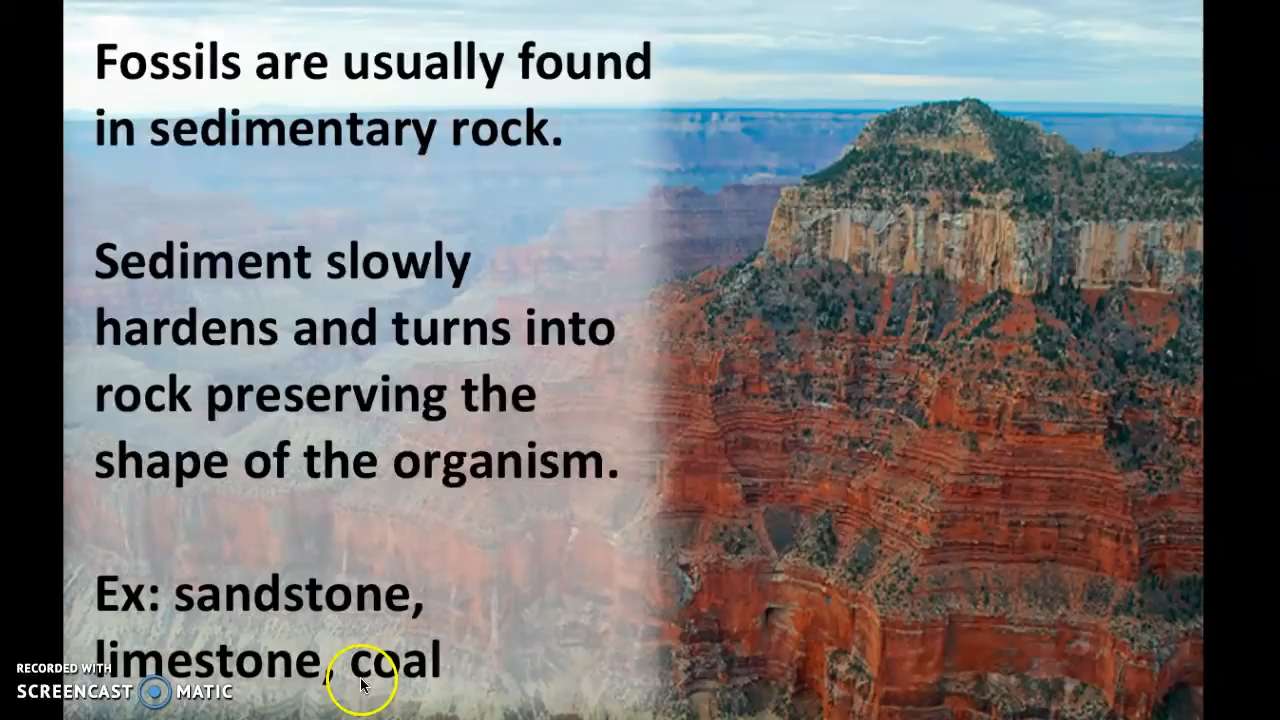 Fossils are usually found
in sedimentary rock.
Sediment slowly
hardens and turns into
rock preserving the
shape of the organism.
Ex: sandstone,
limestone, coal
RECORDED WITH
SCREENCAST MATIC